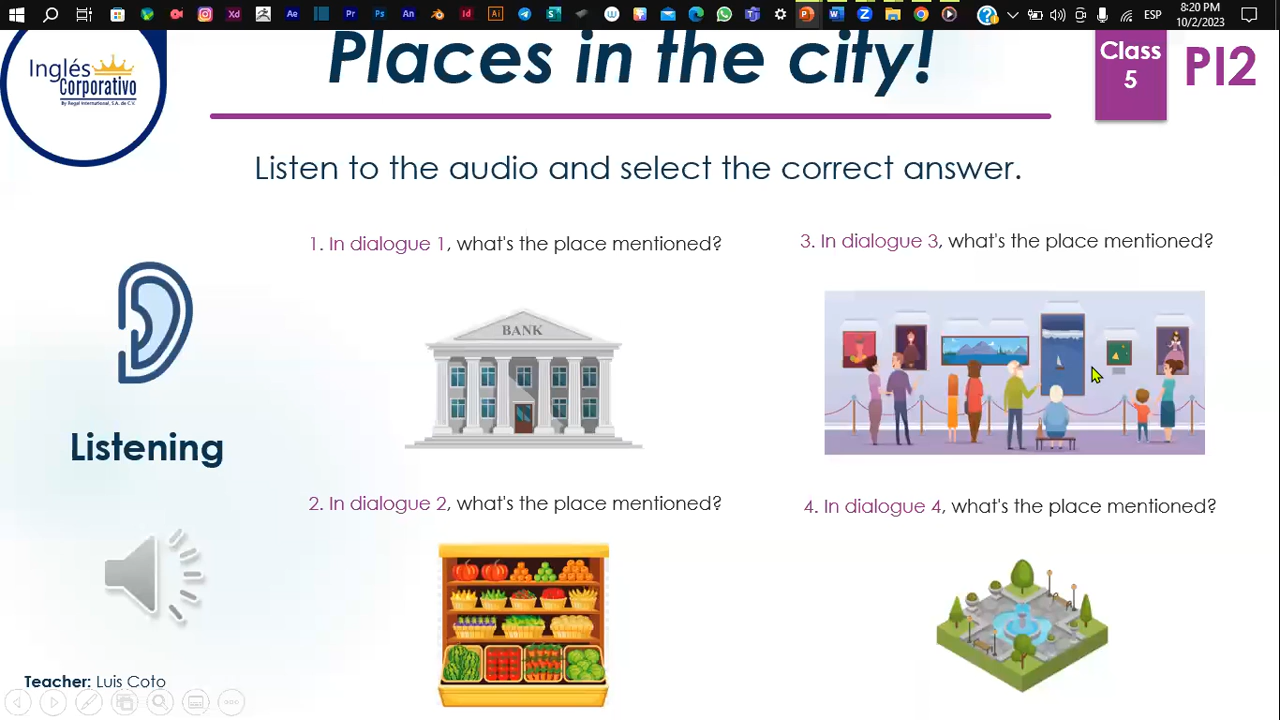 8:20 PM
ESP
10/2/2023
Inglés
Corporativo
By Regal International, S.A. de C.V.
Places in the city!
Class
5
PI2
Listen to the audio and select the correct answer.
1. In dialogue 1, what's the place mentioned?
BANK
2. In dialogue 2, what's the place mentioned?
3. In dialogue 3, what's the place mentioned?
4. In dialogue 4, what's the place mentioned?
Listening
Teacher: Luis Coto